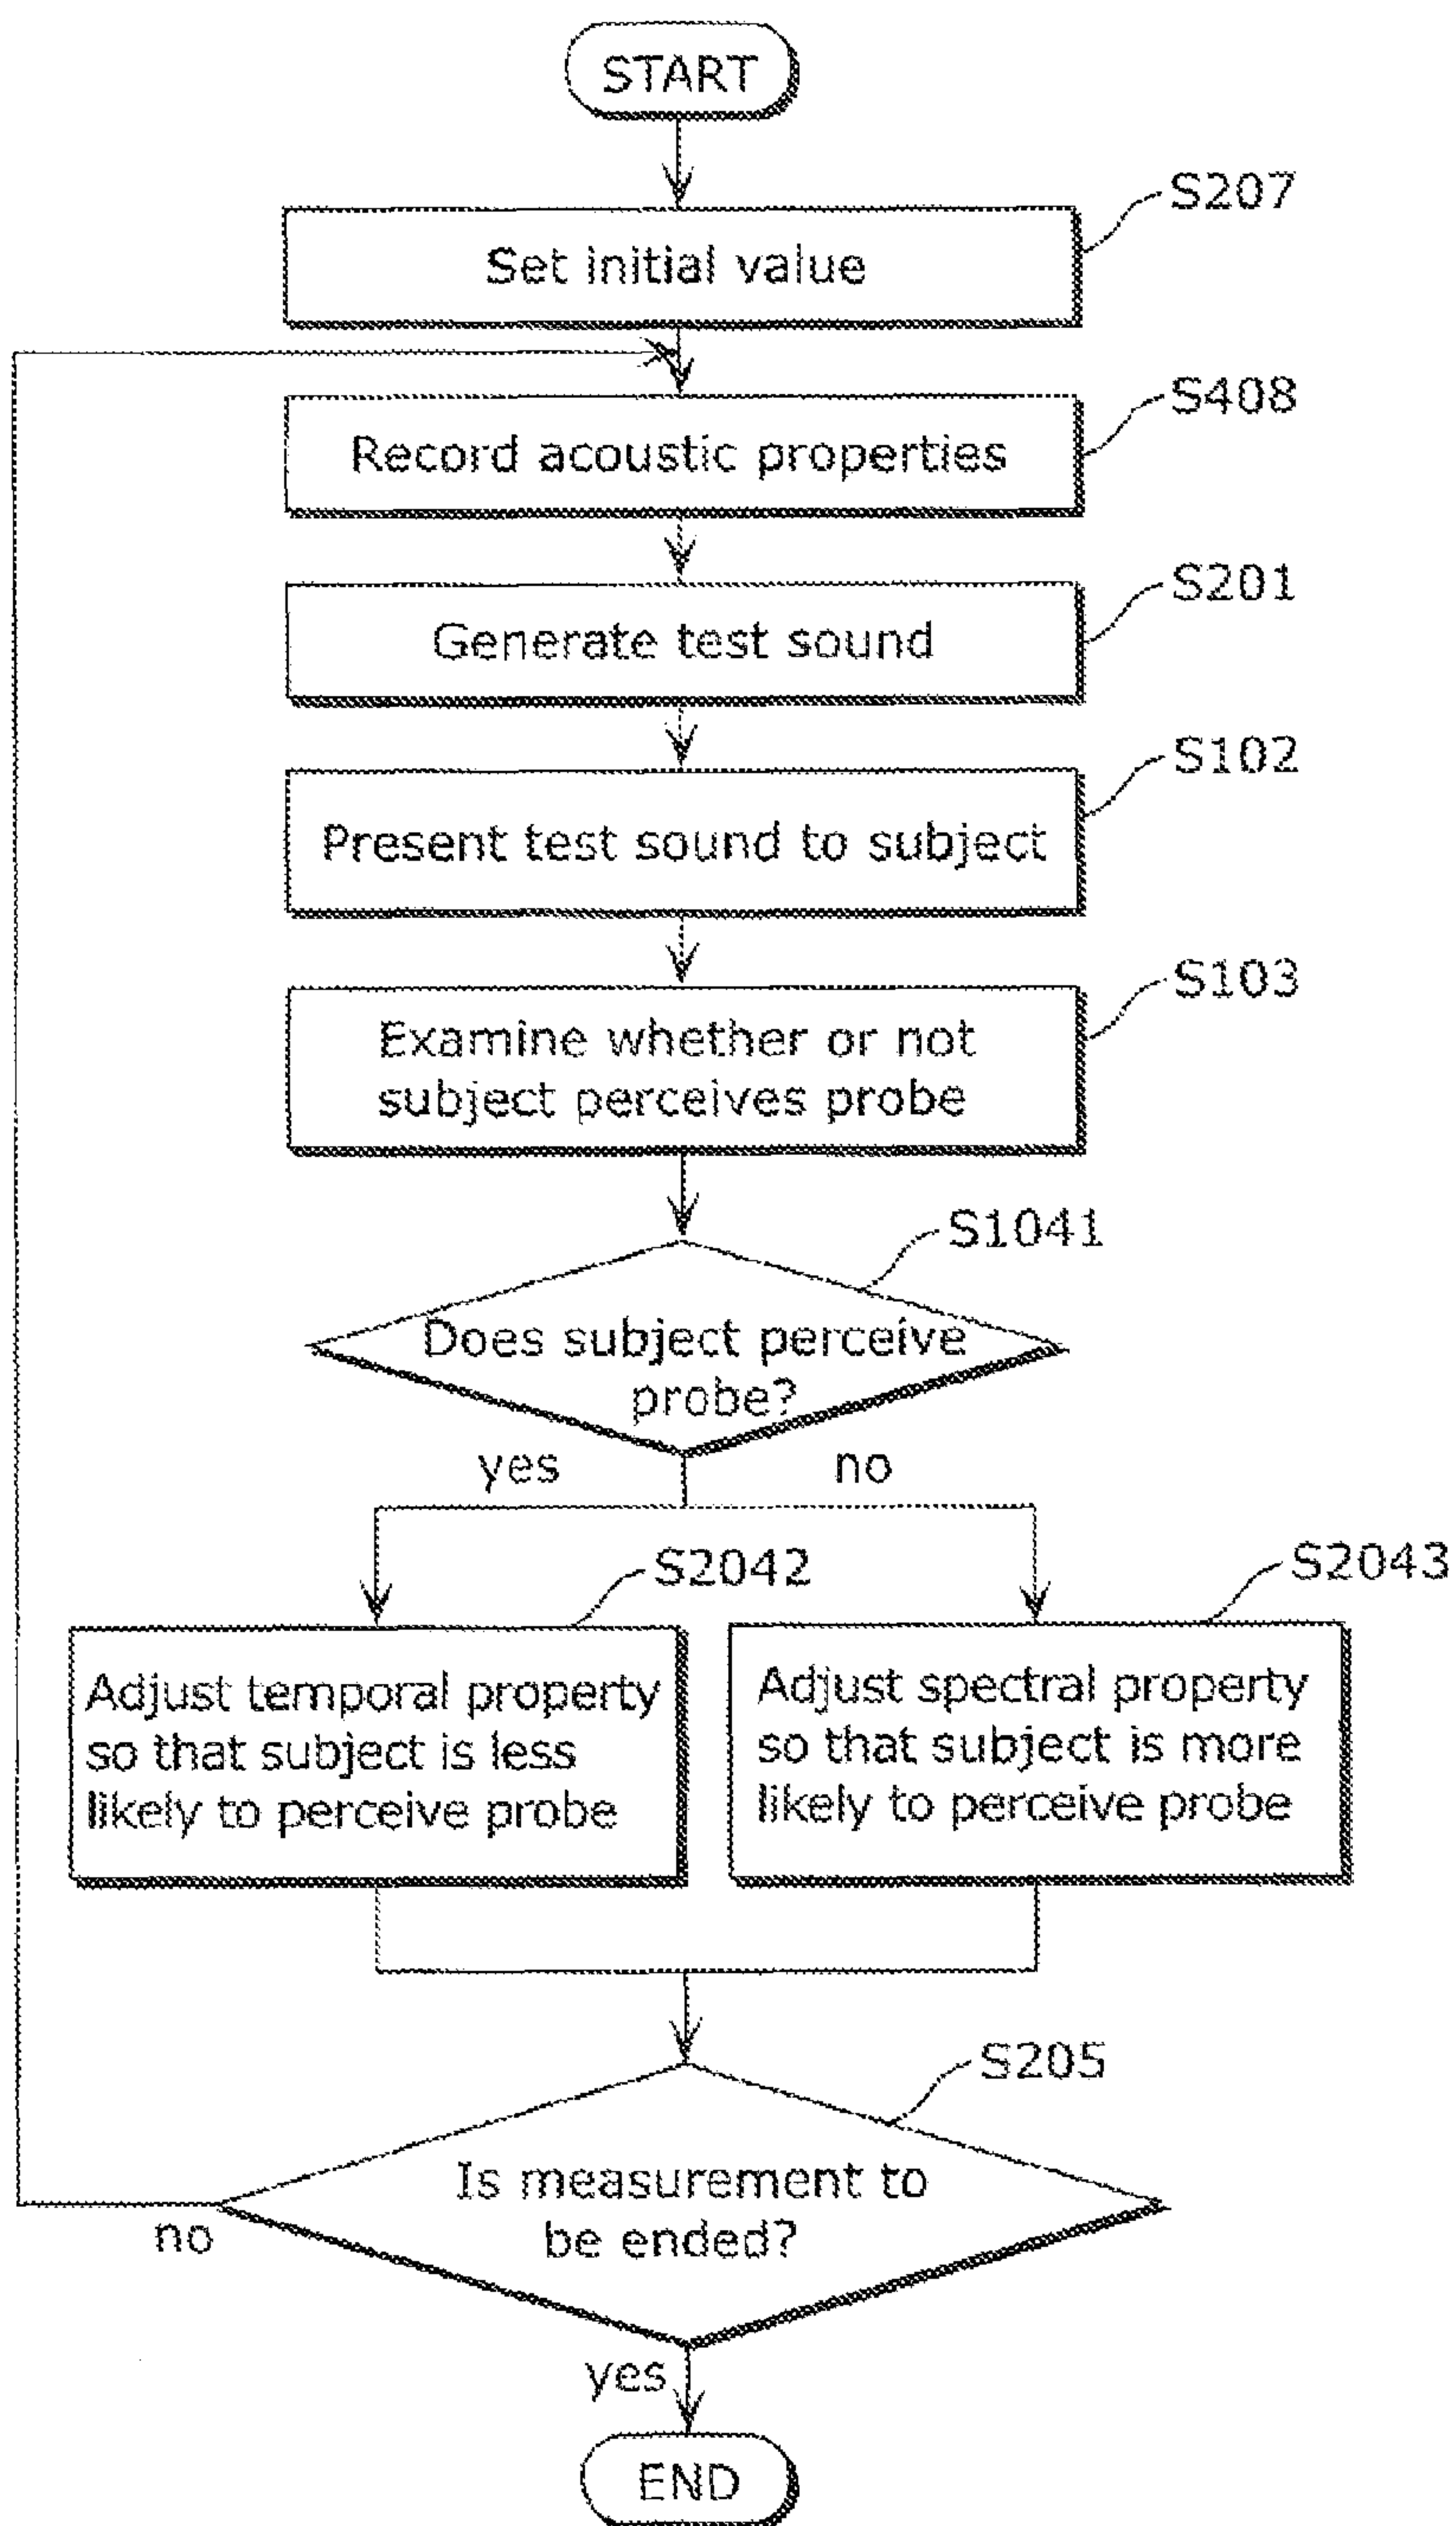 START
S207
Set initial value
S408
Record acoustic properties
S201
Generate test sound
S102
Present test sound to subject
S103
Examine whether or not
subject perceives probe
S1041
Does subject perceive
probe?
yes
no
S2042
S2043
Adjust temporal property
so that subject is less
likely to perceive probe
Adjust spectral property
so that subject is more
likely to perceive probe
S205
Is measurement to
be ended?
no
yes
END